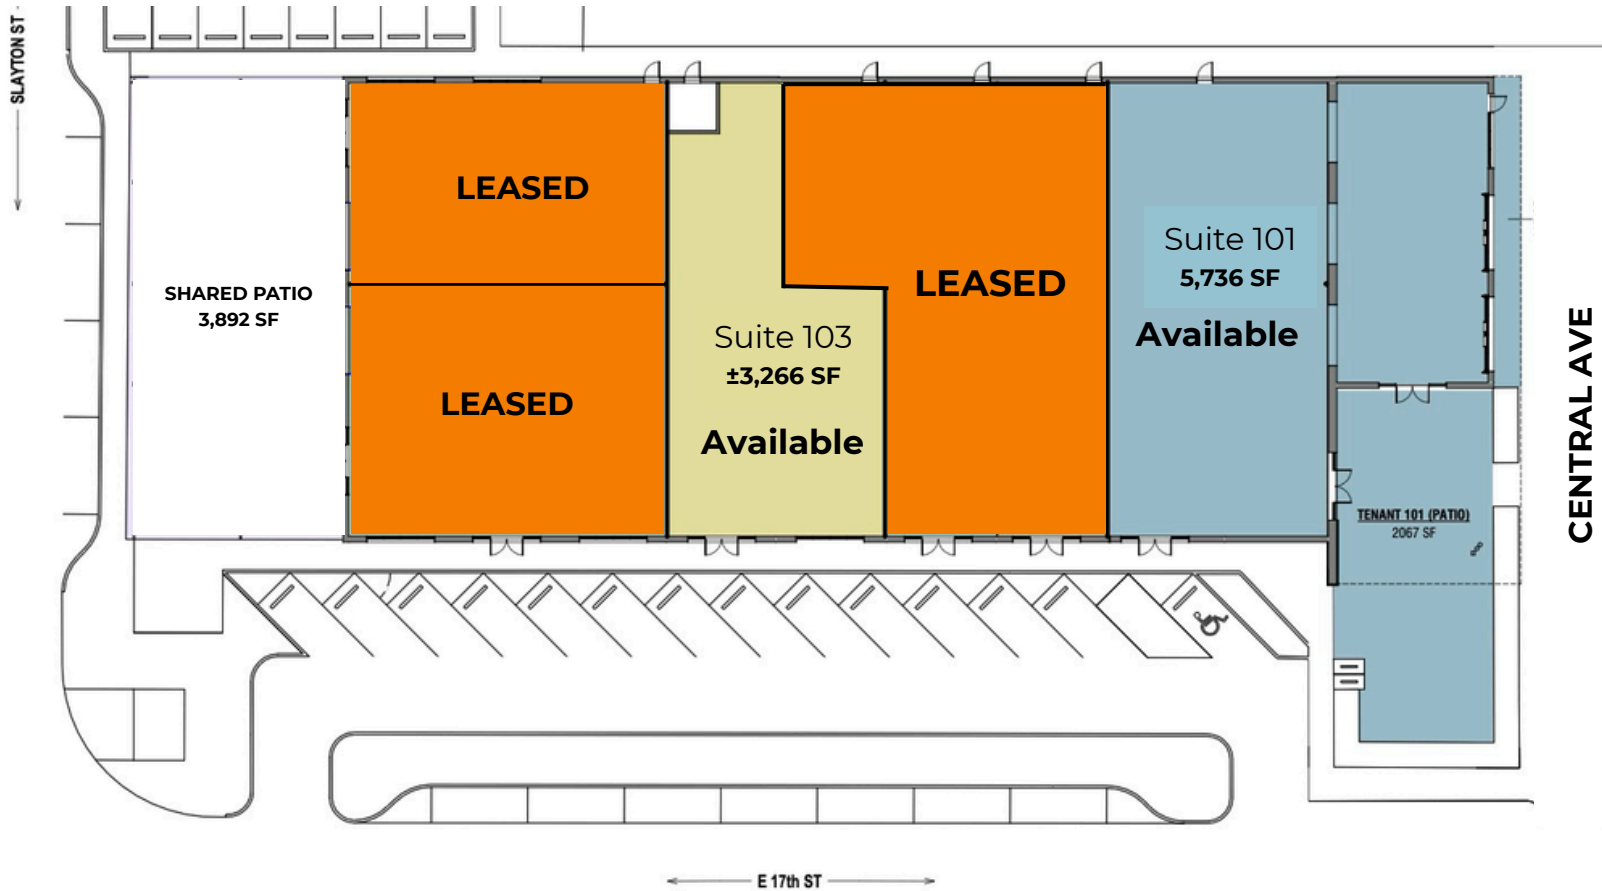 SLAYTON ST
SHARED PATIO
3,892 SF
LEASED
LEASED
Suite 103
±3,266 SF
Available
LEASED
Suite 101
5,736 SF
Available
TENANT 101 (PATIO)
2067 SF
CENTRAL AVE
E 17th ST